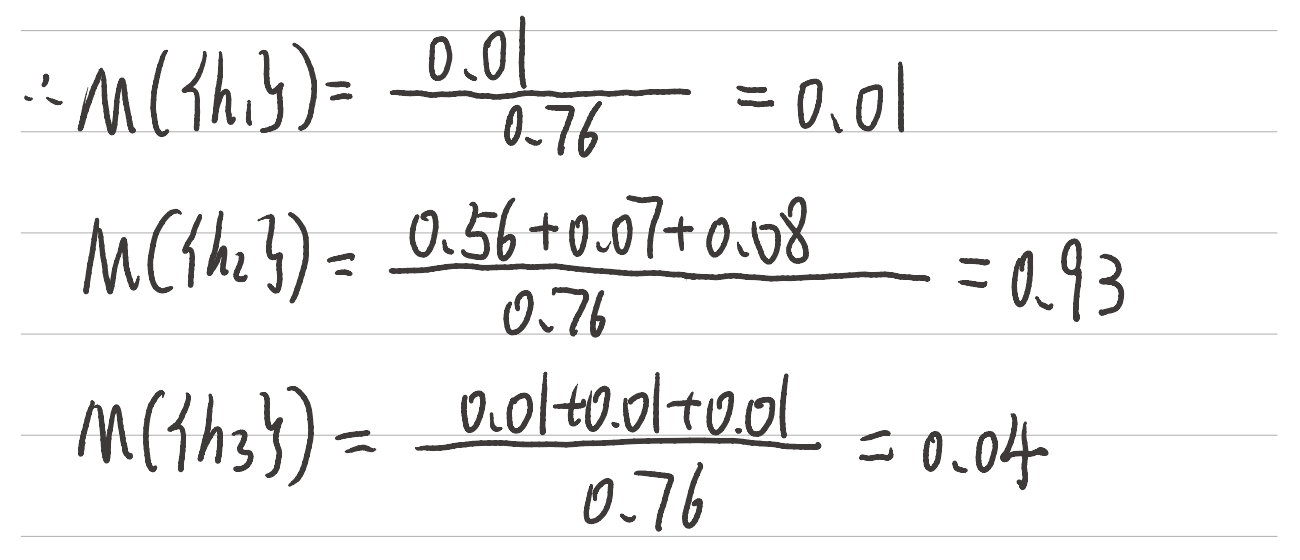 ∴ M({h₁}) = 0.01 / 0.76 = 0.01
M({h₂}) = (0.56+0.07+0.08) / 0.76 = 0.93
M({h₃}) = (0.01+0.01+0.01) / 0.76 = 0.04